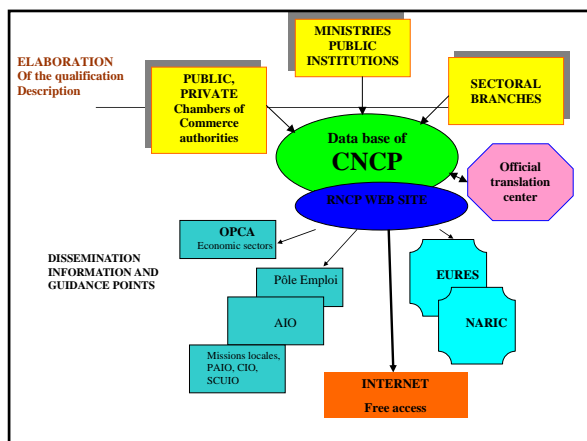 MINISTRIES
PUBLIC
INSTITUTIONS
ELABORATION
Of the qualification
Description
PUBLIC,
PRIVATE
Chambers of
Commerce
authorities
SECTORAL
BRANCHES
Data base of
CNCP
Official
translation
center
RNCP WEB SITE
OPCA
Economic sectors
DISSEMINATION
INFORMATION AND
GUIDANCE POINTS
Pôle Emploi
EURES
AIO
NARIC
Missions locales,
PAIO, CIO,
SCUIO
INTERNET
Free access